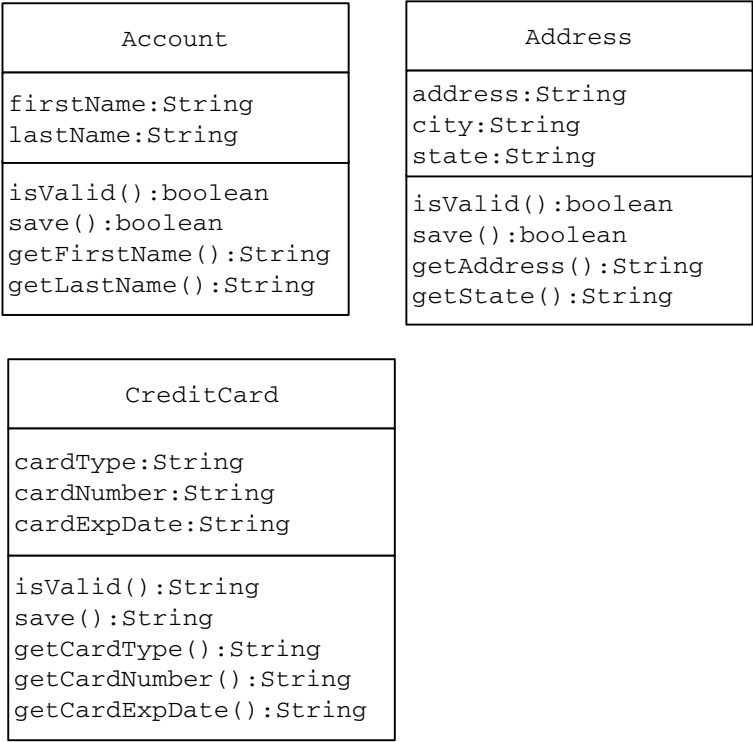 Account
firstName:String
lastName:String
isValid():boolean
save():boolean
getFirstName():String
getLastName():String
Address
address:String
city:String
state:String
isValid():boolean
save():boolean
getAddress():String
getState():String
CreditCard
cardType:String
cardNumber:String
cardExpDate:String
isValid():String
save():String
getCardType():String
getCardNumber():String
getCardExpDate():String